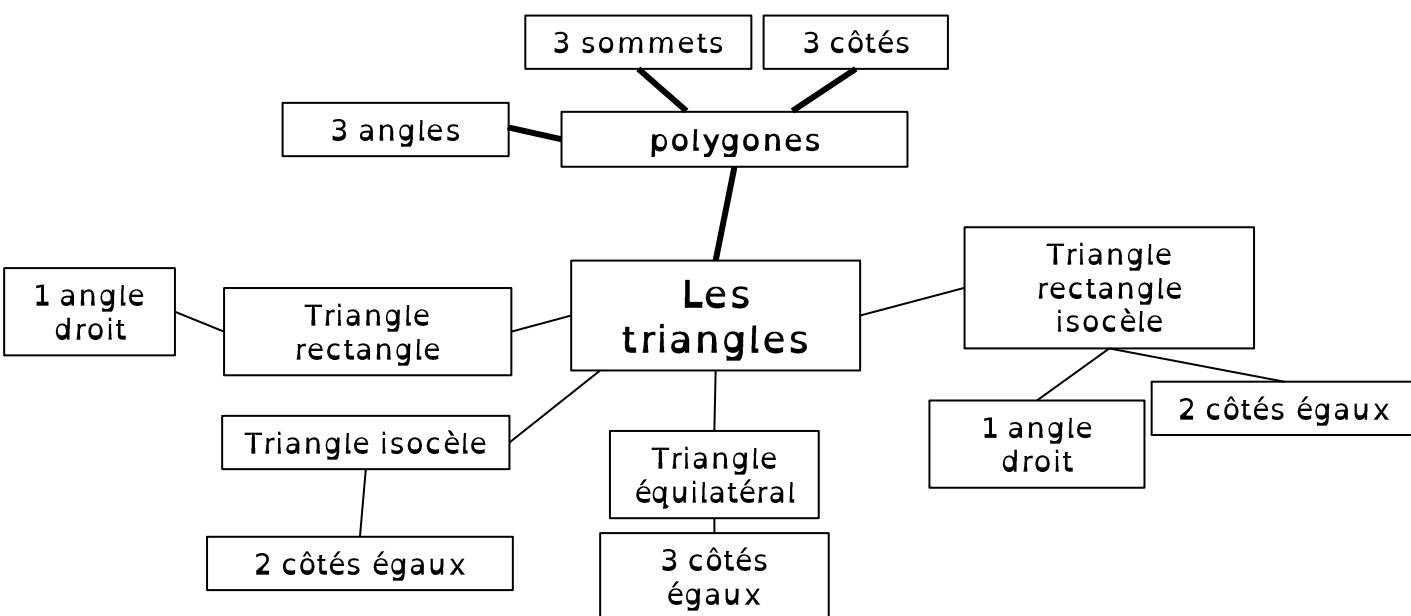 3 sommets
3 côtés
3 angles
polygones
Les
triangles
Triangle
rectangle
isocèle
1 angle
droit
Triangle
rectangle
1 angle
droit
2 côtés égaux
Triangle isocèle
2 côtés égaux
Triangle
équilatéral
3 côtés
égaux